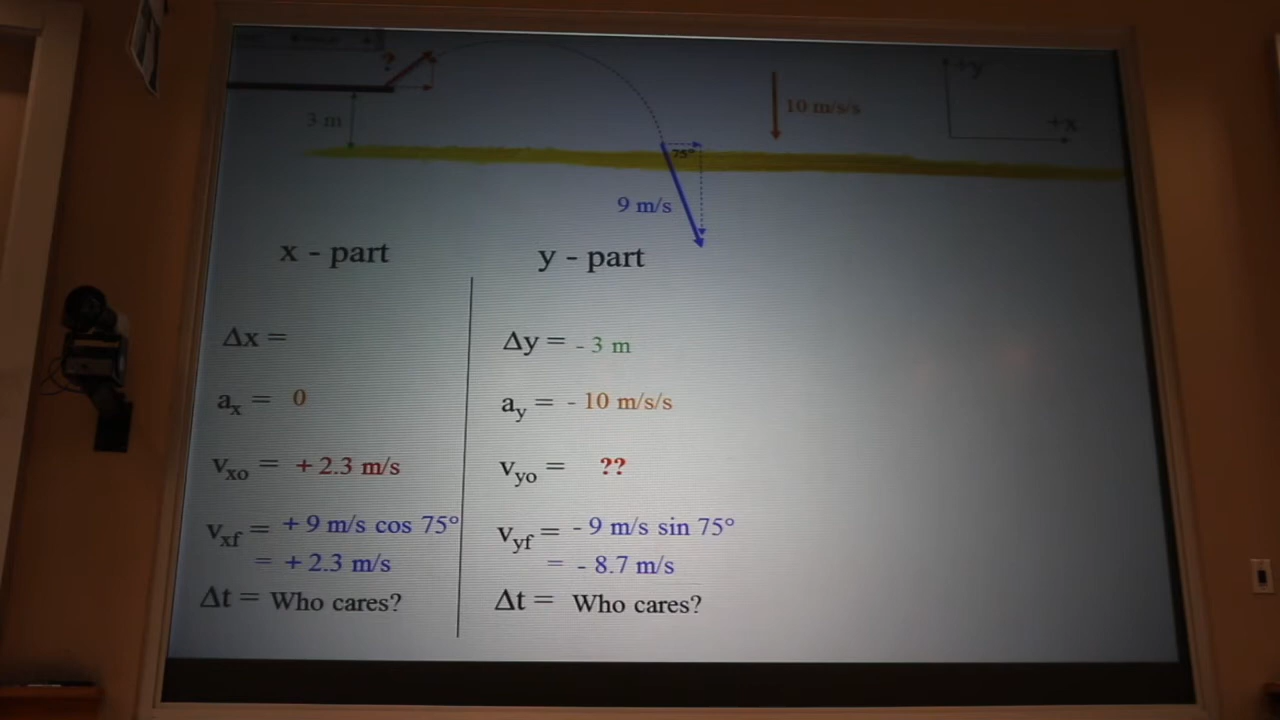 ?
3 m
10 m/s/s
+y
+x
75°
9 m/s
x - part
y - part
Δx =
Δy = - 3 m
ax = 0
ay = - 10 m/s/s
vxo = + 2.3 m/s
vyo = ??
vxf = + 9 m/s cos 75°
= + 2.3 m/s
vyf = - 9 m/s sin 75°
= - 8.7 m/s
Δt = Who cares?
Δt = Who cares?